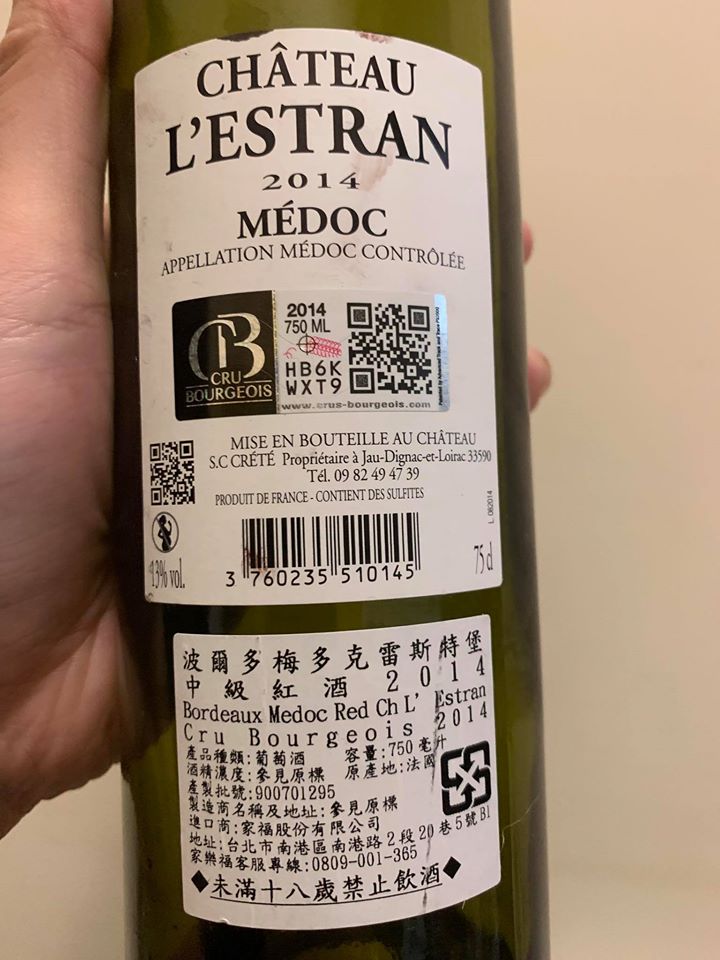 CHÂTEAU
L'ESTRAN
2014
MÉDOC
APPELLATION MÉDOC CONTRÔLÉE
CB
CRU
BOURGEOIS
2014
750 ML
HB6K
WXT9
www.crus-bourgeois.com
MISE EN BOUTEILLE AU CHÂTEAU
S.C CRÉTÉ Propriétaire à Jau-Dignac-et-Loirac 33590
Tél. 09 82 49 47 39
PRODUIT DE FRANCE - CONTIENT DES SULFITES
L. 082014
13% vol.
3 760235 510145
75 cl
波爾多梅多克雷斯特堡
中級紅酒 2014
Bordeaux Medoc Red Ch L' Estran
Cru Bourgeois 2014
產品種類:葡萄酒 容量:750毫升
酒精濃度:參見原標 原產地:法國
產製批號:900701295
製造商名稱及地址:參見原標
進口商:家福股份有限公司
地址:台北市南港區南港路2段20巷5號B1
家樂福客服專線:0809-001-365
◆未滿十八歲禁止飲酒◆